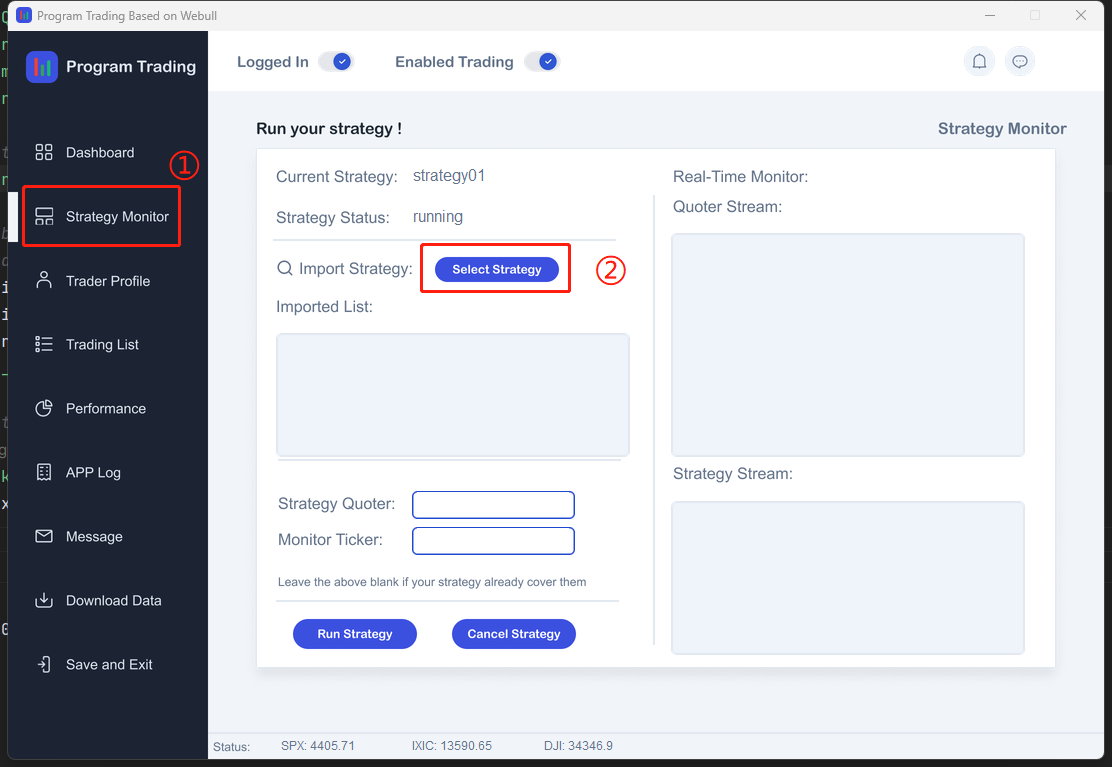 Program Trading Based on Webull
Program Trading
Logged In
Enabled Trading
Dashboard
①
Strategy Monitor
Trader Profile
Trading List
Performance
APP Log
Message
Download Data
Save and Exit
Run your strategy !
Strategy Monitor
Current Strategy: strategy01
Strategy Status: running
Import Strategy: Select Strategy
②
Imported List:
Strategy Quoter:
Monitor Ticker:
Leave the above blank if your strategy already cover them
Run Strategy
Cancel Strategy
Real-Time Monitor:
Quoter Stream:
Strategy Stream:
Status: SPX: 4405.71 IXIC: 13590.65 DJI: 34346.9